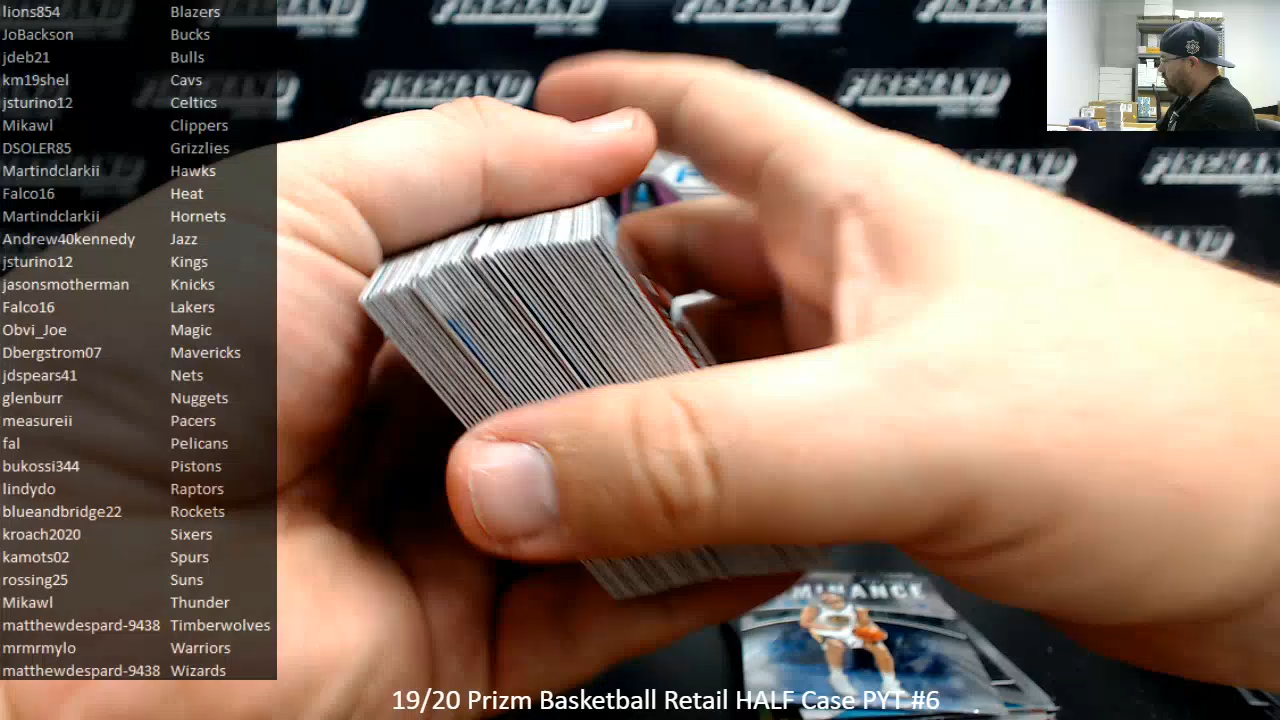 lions854 Blazers
JoBackson Bucks
jdeb21 Bulls
km19shel Cavs
jsturino12 Celtics
Mikawl Clippers
DSOLER85 Grizzlies
Martindclarkii Hawks
Falco16 Heat
Martindclarkii Hornets
Andrew40kennedy Jazz
jsturino12 Kings
jasonsmotherman Knicks
Falco16 Lakers
Obvi_Joe Magic
Dbergstrom07 Mavericks
jdspears41 Nets
glenburr Nuggets
measureii Pacers
fal Pelicans
bukossi344 Pistons
lindydo Raptors
blueandbridge22 Rockets
kroach2020 Sixers
kamots02 Spurs
rossing25 Suns
Mikawl Thunder
matthewdespard-9438 Timberwolves
mrmrmylo Warriors
matthewdespard-9438 Wizards
MINANCE
19/20 Prizm Basketball Retail HALF Case PYT #6